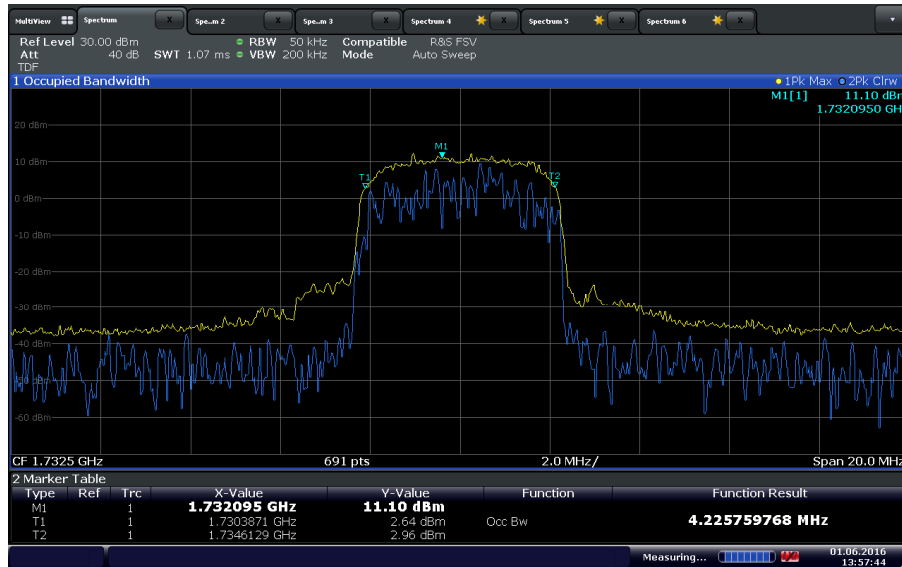 MultiView Spectrum X Spe...m 2 X Spe...m 3 X Spectrum 4 X Spectrum 5 X Spectrum 6 X
Ref Level 30.00 dBm RBW 50 kHz Compatible R&S FSV
Att 40 dB SWT 1.07 ms VBW 200 kHz Mode Auto Sweep
TDF
1 Occupied Bandwidth 1Pk Max 2Pk Clrw
M1[1] 11.10 dBm
1.7320950 GH
20 dBm
M1
10 dBm
T1 T2
0 dBm
-10 dBm
-20 dBm
-30 dBm
-40 dBm
-50 dBm
-60 dBm
CF 1.7325 GHz 691 pts 2.0 MHz/ Span 20.0 MHz
2 Marker Table
Type Ref Trc X-Value Y-Value Function Function Result
M1 1 1.732095 GHz 11.10 dBm
T1 1 1.7303871 GHz 2.64 dBm Occ Bw 4.225759768 MHz
T2 1 1.7346129 GHz 2.96 dBm
Measuring... 01.06.2016
13:57:44